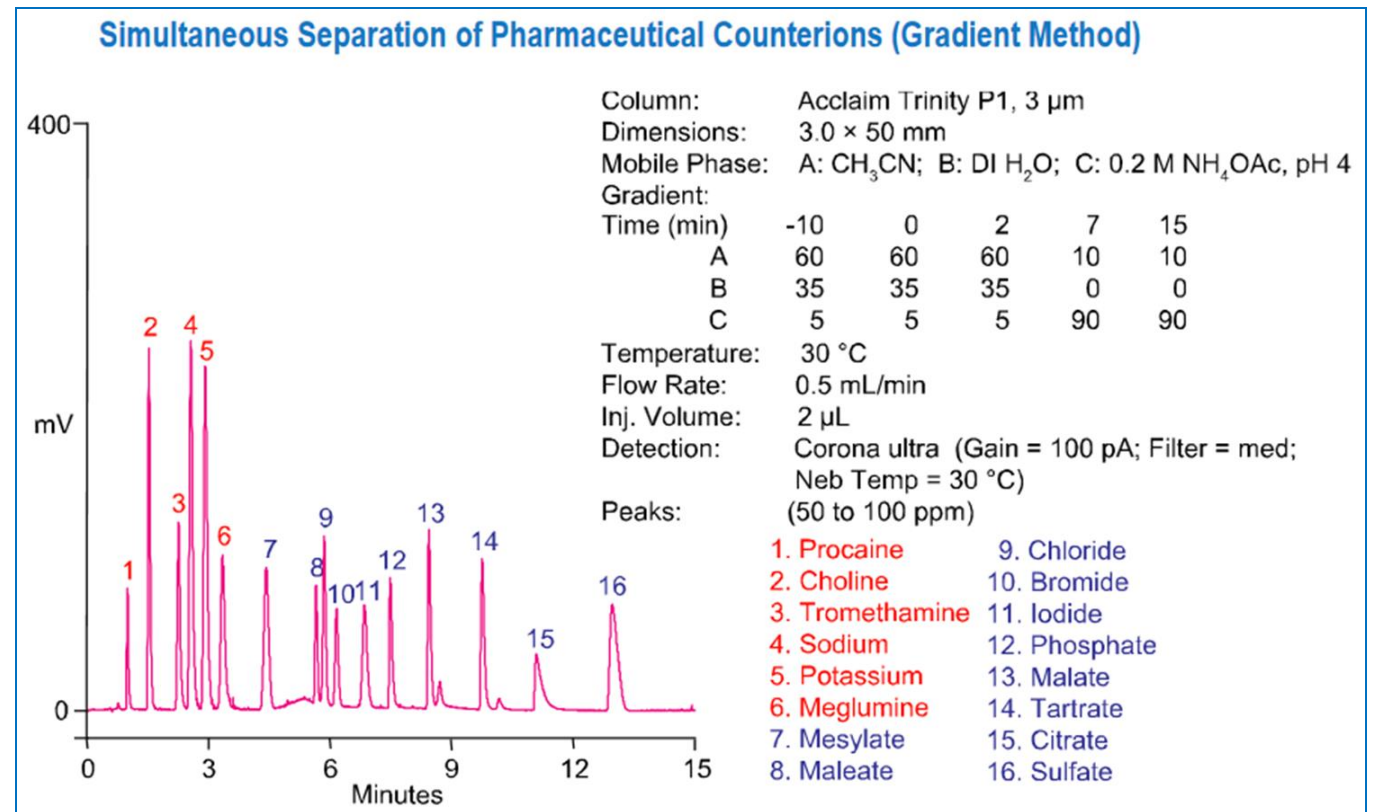 Simultaneous Separation of Pharmaceutical Counterions (Gradient Method)
Column: Acclaim Trinity P1, 3 µm
Dimensions: 3.0 × 50 mm
Mobile Phase: A: CH₃CN; B: DI H₂O; C: 0.2 M NH₄OAc, pH 4
Gradient:
Time (min) -10 0 2 7 15
A 60 60 60 10 10
B 35 35 35 0 0
C 5 5 5 90 90
Temperature: 30 °C
Flow Rate: 0.5 mL/min
Inj. Volume: 2 µL
Detection: Corona ultra (Gain = 100 pA; Filter = med;
Neb Temp = 30 °C)
Peaks: (50 to 100 ppm)
1. Procaine 9. Chloride
2. Choline 10. Bromide
3. Tromethamine 11. Iodide
4. Sodium 12. Phosphate
5. Potassium 13. Malate
6. Meglumine 14. Tartrate
7. Mesylate 15. Citrate
8. Maleate 16. Sulfate
400
mV
0
1 2 3 4 5 6 7 8 9 10 11 12 13 14 15 16
0 3 6 9 12 15
Minutes